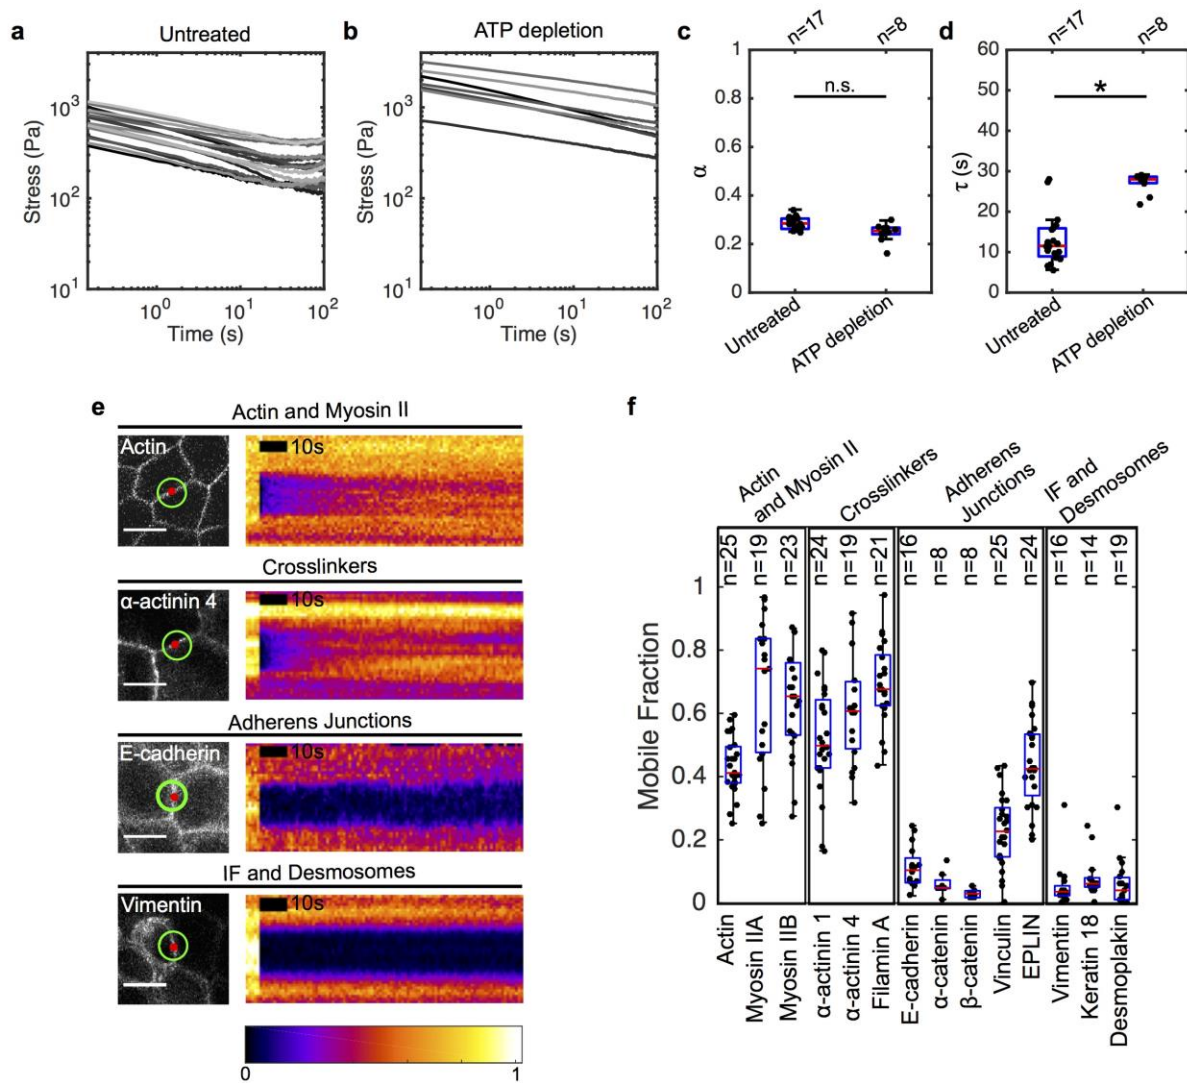 a
Untreated
Stress (Pa)
10³
10²
10¹
10⁰ 10¹ 10²
Time (s)
b
ATP depletion
Stress (Pa)
10³
10²
10¹
10⁰ 10¹ 10²
Time (s)
c
n=17 n=8
n.s.
α
1
0.8
0.6
0.4
0.2
0
Untreated
ATP depletion
d
n=17 n=8
*
τ (s)
60
50
40
30
20
10
0
Untreated
ATP depletion
e
Actin and Myosin II
Actin
10s
Crosslinkers
α-actinin 4
10s
Adherens Junctions
E-cadherin
10s
IF and Desmosomes
Vimentin
10s
0 1
f
Actin
and Myosin II
Crosslinkers
Adherens
Junctions
IF and
Desmosomes
n=25 n=19 n=23 n=24 n=19 n=21 n=16 n=8 n=8 n=25 n=24 n=16 n=14 n=19
Mobile Fraction
1
0.8
0.6
0.4
0.2
0
Actin
Myosin IIA
Myosin IIB
α-actinin 1
α-actinin 4
Filamin A
E-cadherin
α-catenin
β-catenin
Vinculin
EPLIN
Vimentin
Keratin 18
Desmoplakin